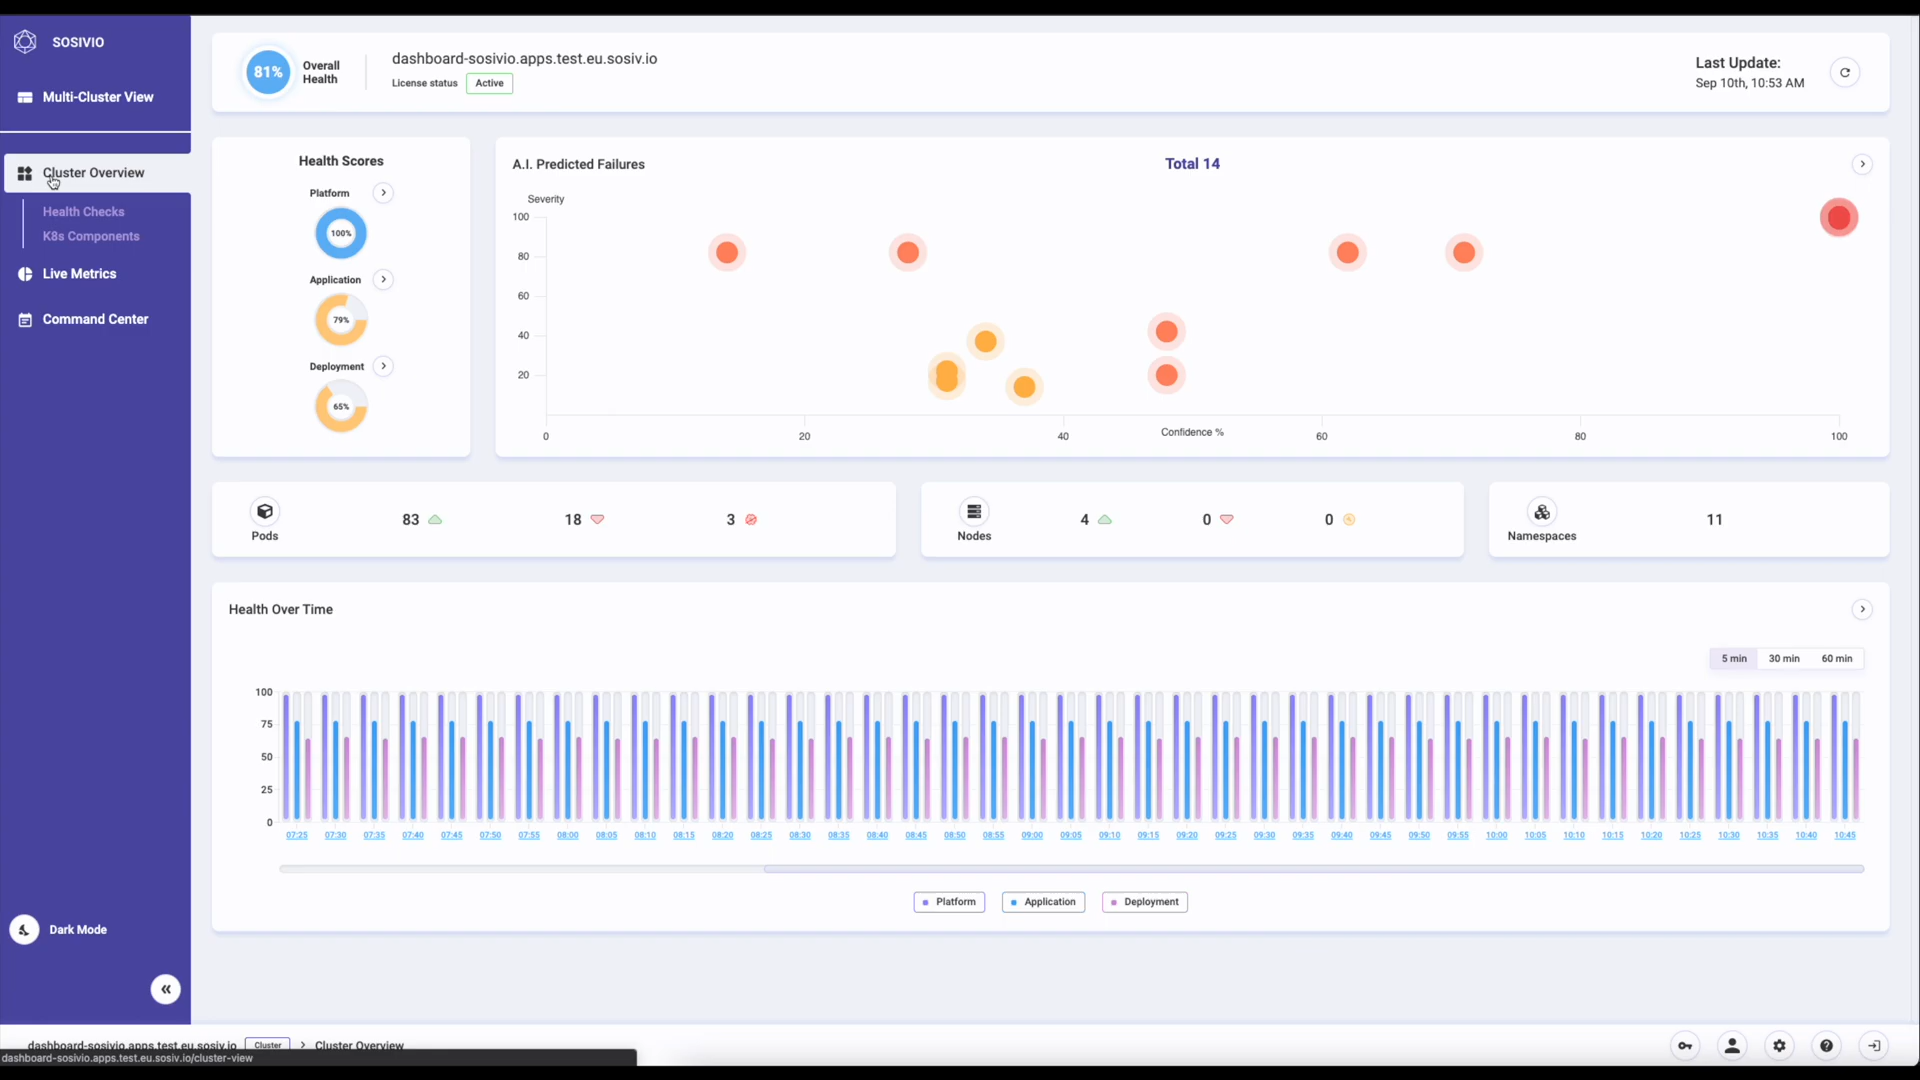 SOSIVIO
Multi-Cluster View
Cluster Overview
Health Checks
K8s Components
Live Metrics
Command Center
Dark Mode
81%
Overall
Health
dashboard-sosivio.apps.test.eu.sosiv.io
License status Active
Last Update:
Sep 10th, 10:53 AM
Health Scores
Platform
100%
Application
79%
Deployment
65%
A.I. Predicted Failures
Total 14
Severity
100
80
60
40
20
0 20 40 60 80 100
Confidence %
Pods
83 18 3
Nodes
4 0 0
Namespaces
11
Health Over Time
5 min 30 min 60 min
100
75
50
25
0
07:25 07:30 07:35 07:40 07:45 07:50 07:55 08:00 08:05 08:10 08:15 08:20 08:25 08:30 08:35 08:40 08:45 08:50 08:55 09:00 09:05 09:10 09:15 09:20 09:25 09:30 09:35 09:40 09:45 09:50 09:55 10:00 10:05 10:10 10:15 10:20 10:25 10:30 10:35 10:40 10:45
Platform Application Deployment
dashboard-sosivio.apps.test.eu.sosiv.io Cluster > Cluster Overview
dashboard-sosivio.apps.test.eu.sosiv.io/cluster-view